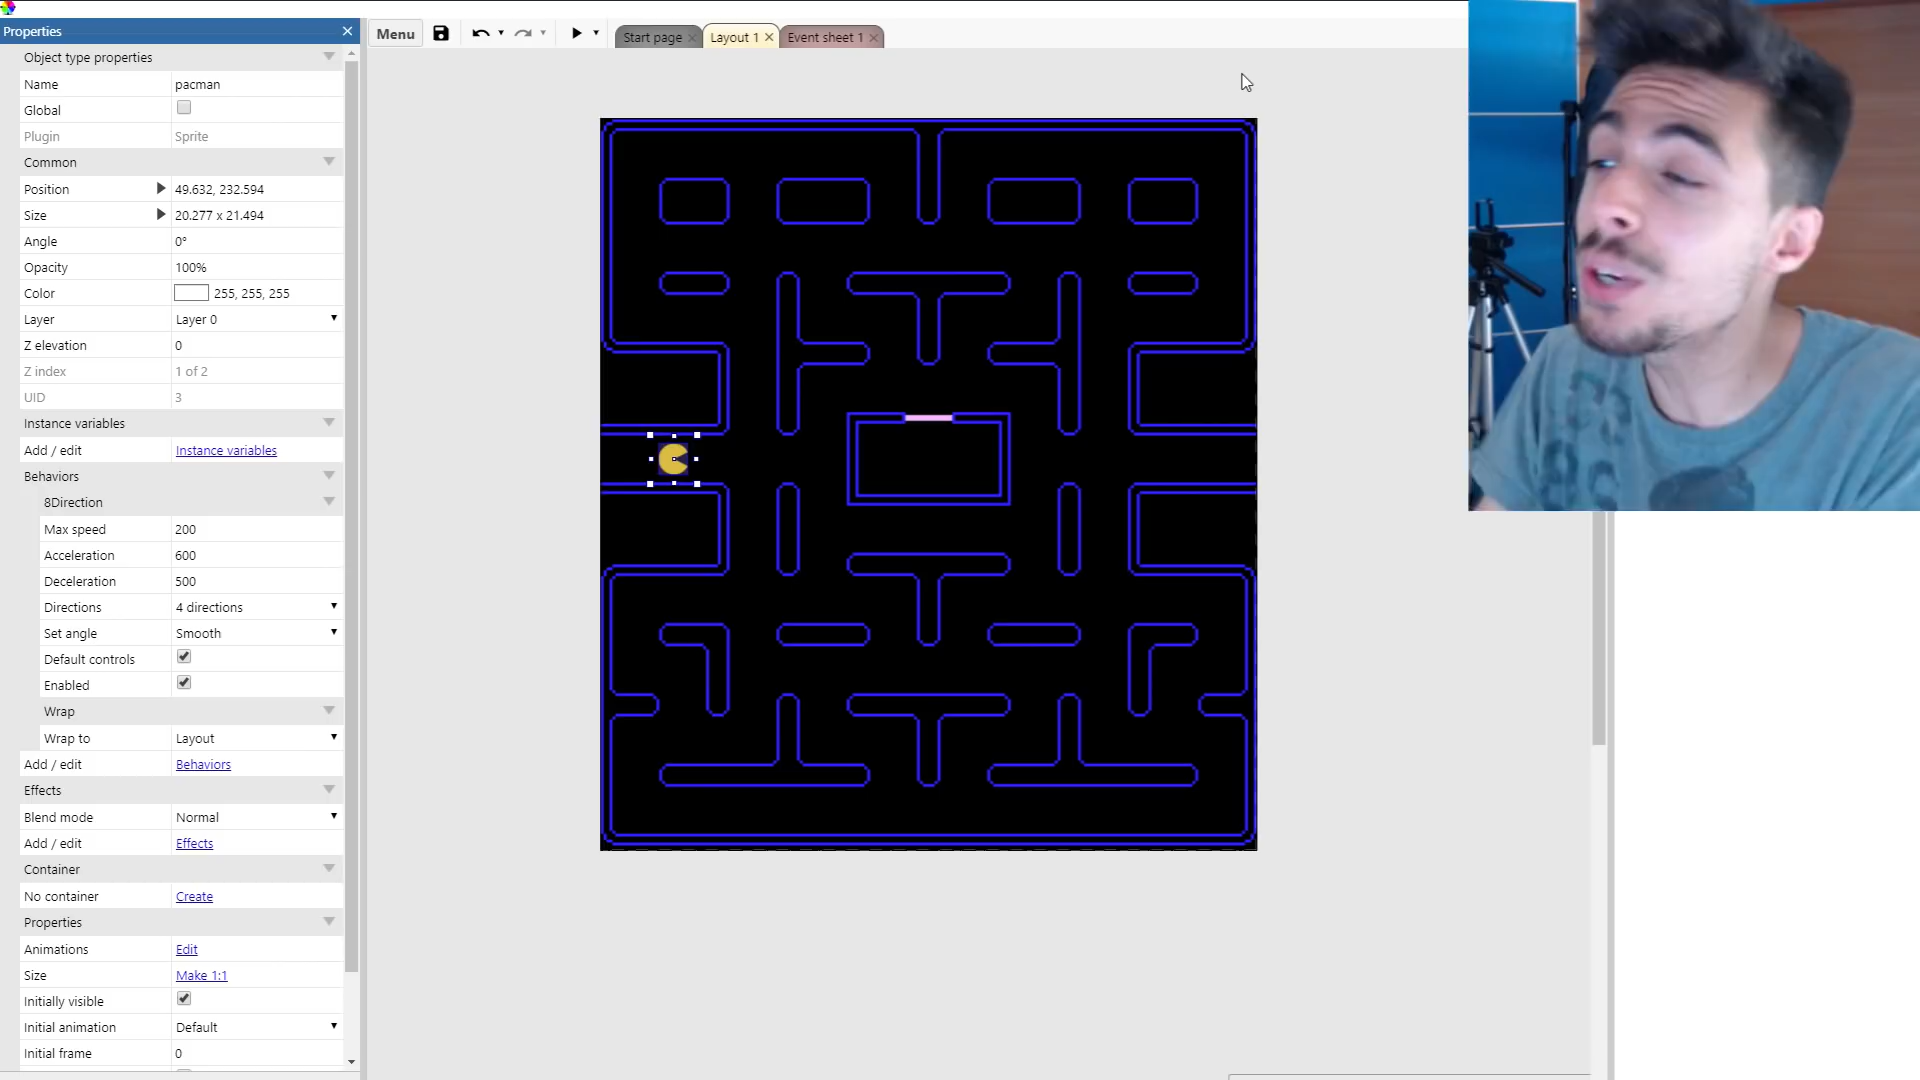 Properties
Menu
Start page
Layout 1
Event sheet 1
Object type properties
Name pacman
Global
Plugin Sprite
Common
Position 49.632, 232.594
Size 20.277 x 21.494
Angle 0°
Opacity 100%
Color 255, 255, 255
Layer Layer 0
Z elevation 0
Z index 1 of 2
UID 3
Instance variables
Add / edit Instance variables
Behaviors
8Direction
Max speed 200
Acceleration 600
Deceleration 500
Directions 4 directions
Set angle Smooth
Default controls
Enabled
Wrap
Wrap to Layout
Add / edit Behaviors
Effects
Blend mode Normal
Add / edit Effects
Container
No container Create
Properties
Animations Edit
Size Make 1:1
Initially visible
Initial animation Default
Initial frame 0